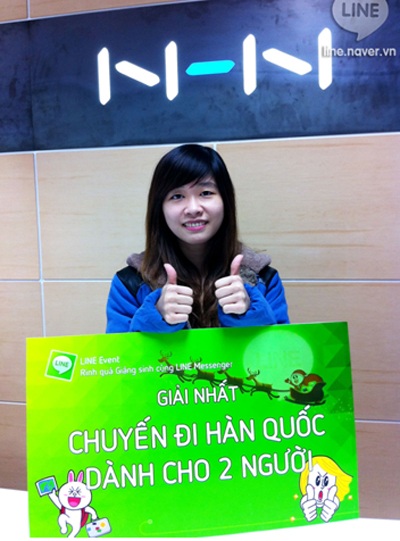 LINE
line.naver.vn
NHN
LINE
LINE Event
Rinh quà Giáng sinh cùng LINE Messenger
LINE
GIẢI NHẤT
CHUYẾN ĐI HÀN QUỐC
DÀNH CHO 2 NGƯỜI